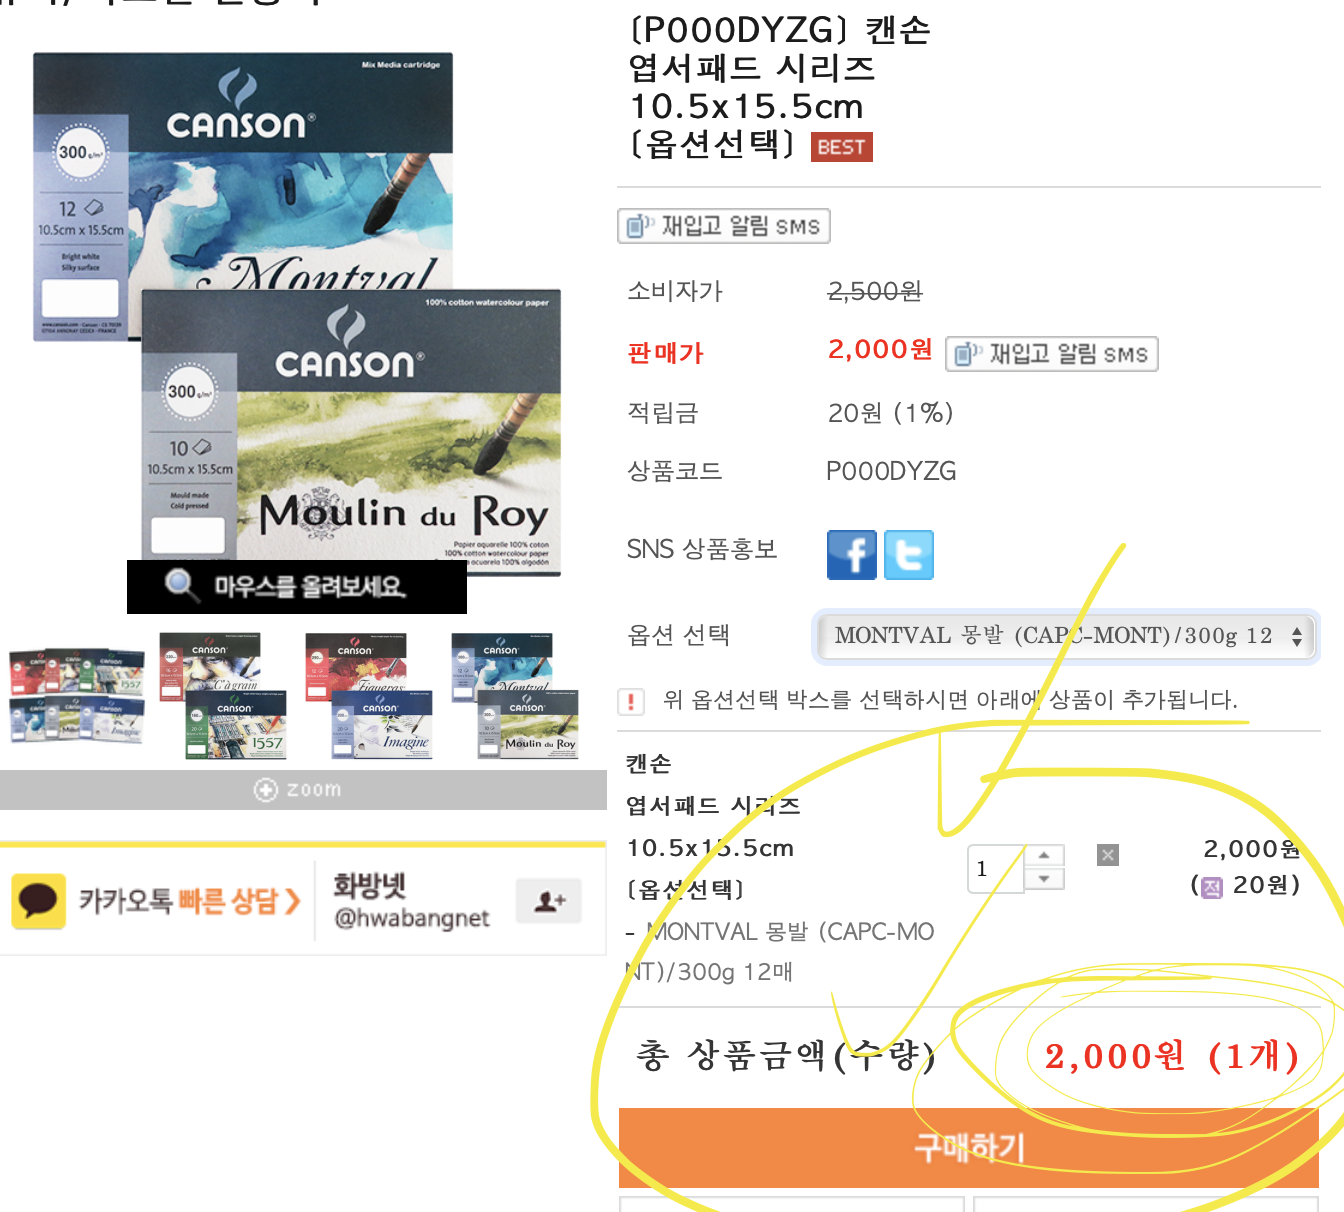 Mix Media cartridge
CANSON®
300 g/m²
12
10.5cm x 15.5cm
Bright white
Silky surface
Montval
100% cotton watercolour paper
CANSON®
300 g/m²
10
10.5cm x 15.5cm
Mould made
Cold pressed
Moulin du Roy
Papier aquarelle 100% coton
100% cotton watercolour paper
acuarela 100% algodón
마우스를 올려보세요.
CANSON
C'à grain
CANSON
1557
CANSON
Figueras
CANSON
Imagine
CANSON
Montval
CANSON
Moulin du Roy
zoom
카카오톡 빠른 상담 ❯
화방넷
@hwabangnet
[P000DYZG] 캔손
엽서패드 시리즈
10.5x15.5cm
[옵션선택] BEST
재입고 알림 SMS
소비자가 2,500원
판매가 2,000원 재입고 알림 SMS
적립금 20원 (1%)
상품코드 P000DYZG
SNS 상품홍보
옵션 선택 MONTVAL 몽발 (CAPC-MONT)/300g 12
위 옵션선택 박스를 선택하시면 아래에 상품이 추가됩니다.
캔손
엽서패드 시리즈
10.5x15.5cm 1 2,000원
[옵션선택] (적 20원)
- MONTVAL 몽발 (CAPC-MO
NT)/300g 12매
총 상품금액(수량) 2,000원 (1개)
구매하기